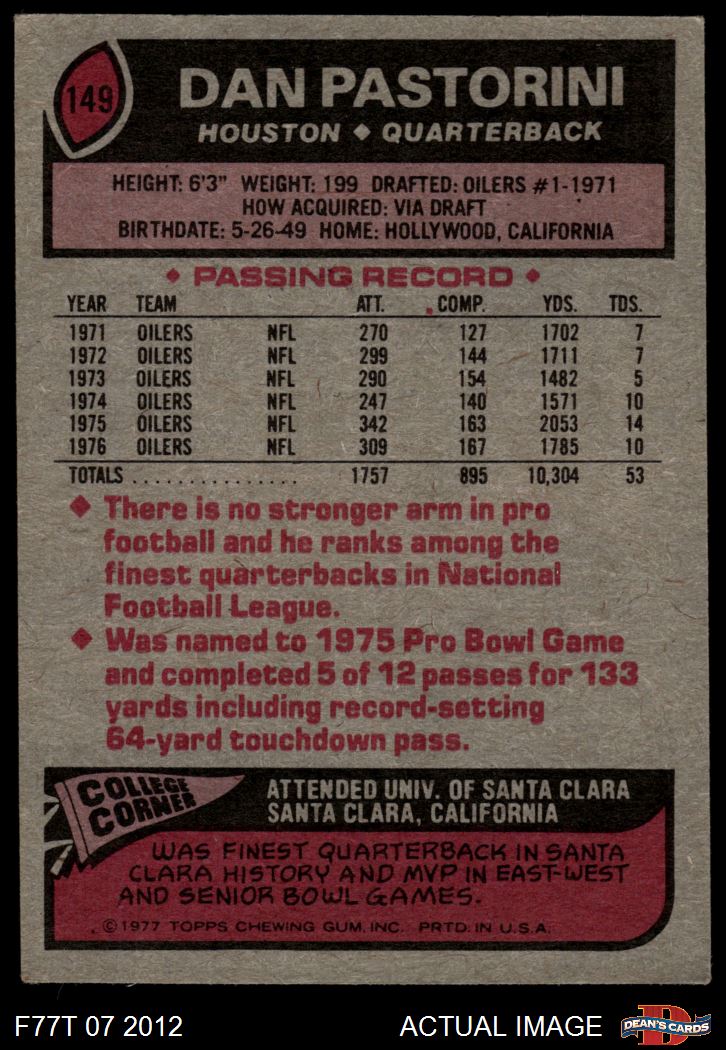 149
DAN PASTORINI
HOUSTON ◆ QUARTERBACK
HEIGHT: 6'3" WEIGHT: 199 DRAFTED: OILERS #1-1971
HOW ACQUIRED: VIA DRAFT
BIRTHDATE: 5-26-49 HOME: HOLLYWOOD, CALIFORNIA
◆ PASSING RECORD ◆
YEAR TEAM ATT. COMP. YDS. TDS.
1971 OILERS NFL 270 127 1702 7
1972 OILERS NFL 299 144 1711 7
1973 OILERS NFL 290 154 1482 5
1974 OILERS NFL 247 140 1571 10
1975 OILERS NFL 342 163 2053 14
1976 OILERS NFL 309 167 1785 10
TOTALS ................ 1757 895 10,304 53
◆ There is no stronger arm in pro
football and he ranks among the
finest quarterbacks in National
Football League.
◆ Was named to 1975 Pro Bowl Game
and completed 5 of 12 passes for 133
yards including record-setting
64-yard touchdown pass.
COLLEGE
CORNER
ATTENDED UNIV. OF SANTA CLARA
SANTA CLARA, CALIFORNIA
WAS FINEST QUARTERBACK IN SANTA
CLARA HISTORY AND MVP IN EAST-WEST
AND SENIOR BOWL GAMES.
©1977 TOPPS CHEWING GUM, INC. PRTD. IN U.S.A.
F77T 07 2012
ACTUAL IMAGE
D
DEAN'S CARDS